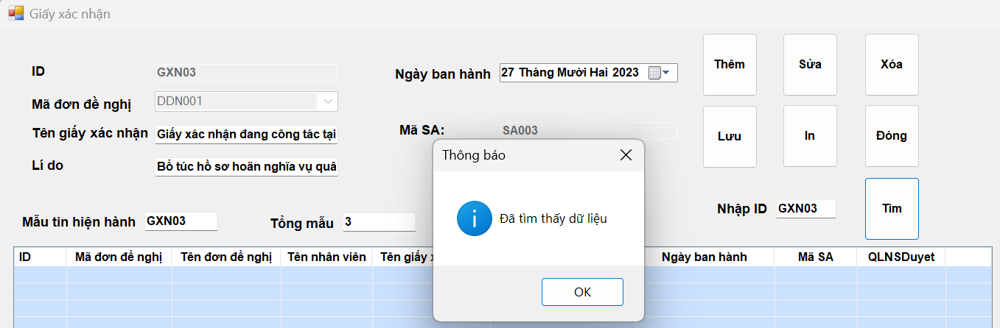 Giấy xác nhận
ID GXN03 Ngày ban hành 27 Tháng Mười Hai 2023
Thêm Sửa Xóa
Mã đơn đề nghị DDN001
Tên giấy xác nhận Giấy xác nhận đang công tác tại Mã SA: SA003
Lưu In Đóng
Lí do Bổ túc hồ sơ hoãn nghĩa vụ quâ
Thông báo
Đã tìm thấy dữ liệu
OK
Mẫu tin hiện hành GXN03 Tổng mẫu 3
Nhập ID GXN03 Tìm
ID Mã đơn đề nghị Tên đơn đề nghị Tên nhân viên Tên giấy Ngày ban hành Mã SA QLNSDuyet